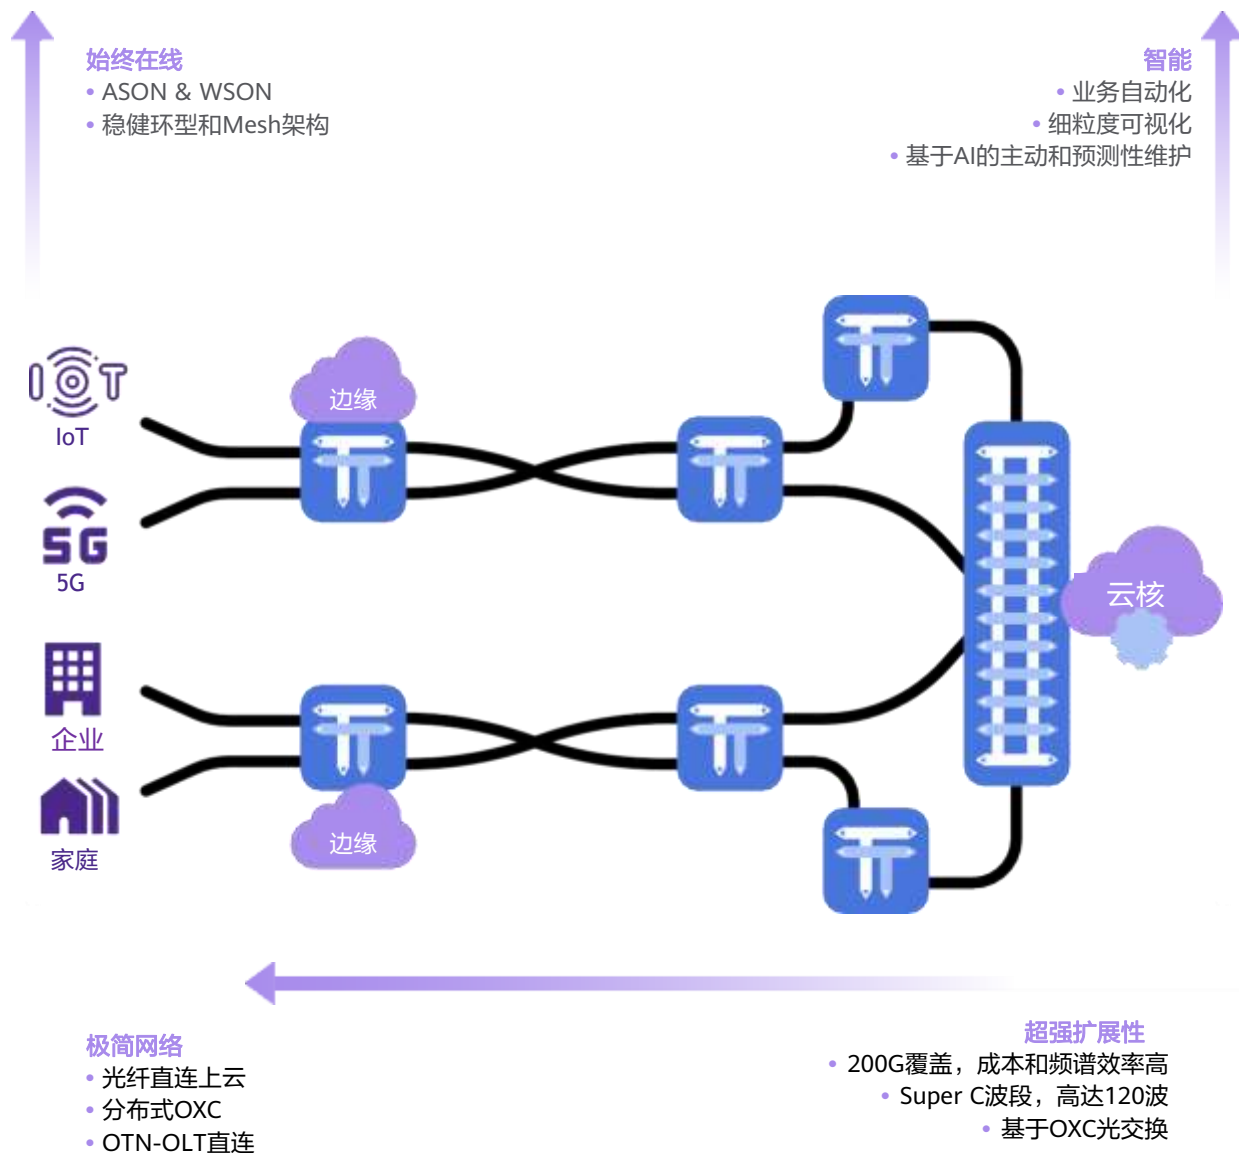 始终在线
• ASON & WSON
• 稳健环型和Mesh架构
智能
• 业务自动化
• 细粒度可视化
• 基于AI的主动和预测性维护
IOT
IoT
边缘
5G
5G
云核
企业
家庭
边缘
极简网络
• 光纤直连上云
• 分布式OXC
• OTN-OLT直连
超强扩展性
• 200G覆盖，成本和频谱效率高
• Super C波段，高达120波
• 基于OXC光交换